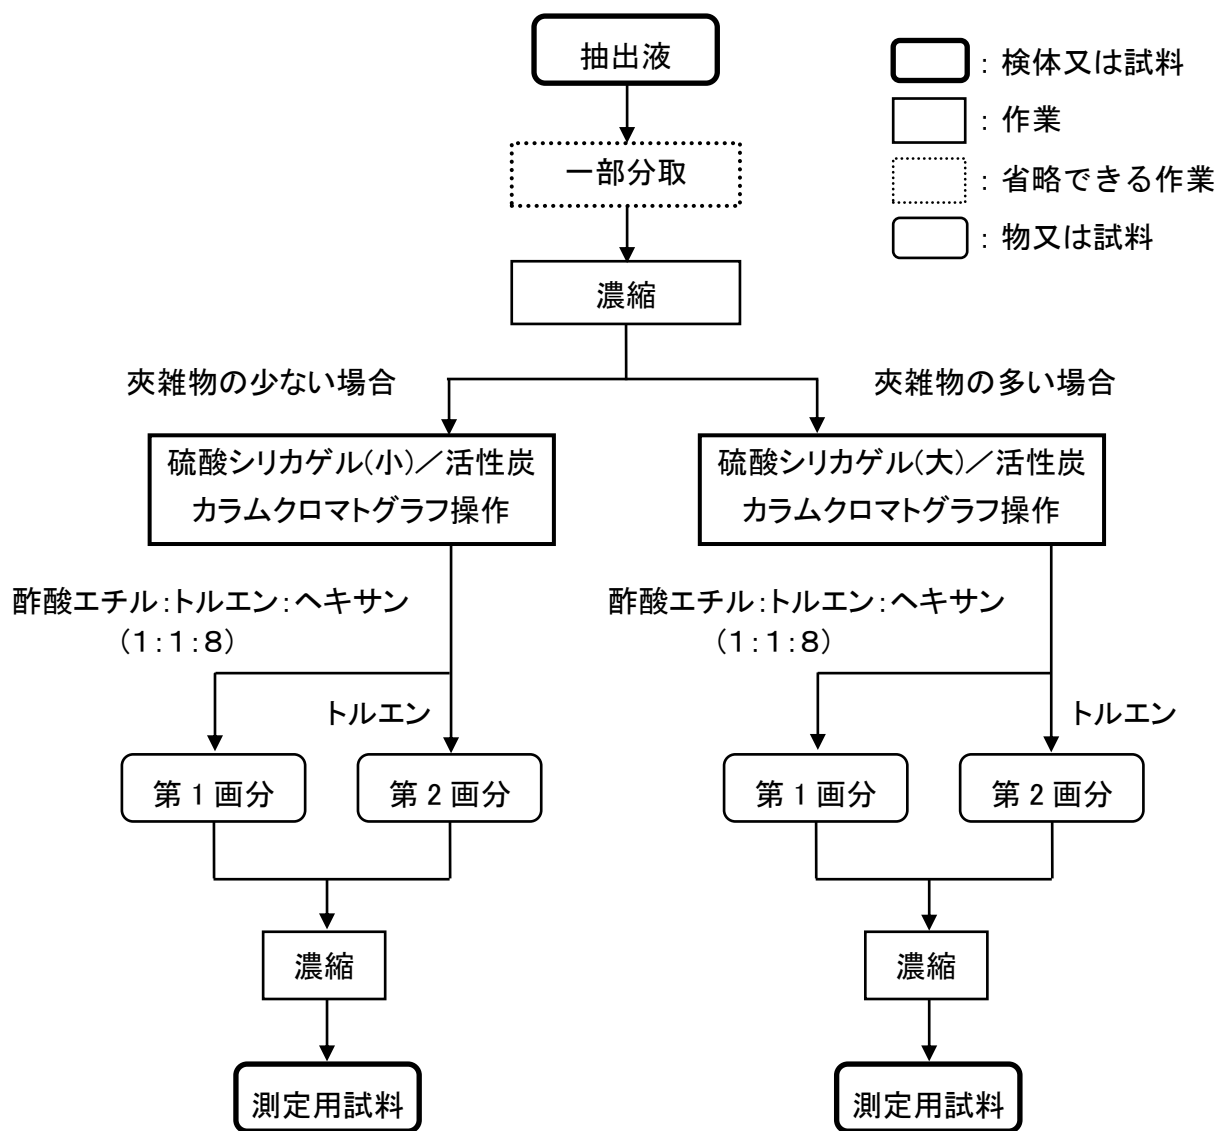 抽出液
：検体又は試料
：作業
一部分取
：省略できる作業
：物又は試料
濃縮
夾雑物の少ない場合
夾雑物の多い場合
硫酸シリカゲル(小)／活性炭
カラムクロマトグラフ操作
硫酸シリカゲル(大)／活性炭
カラムクロマトグラフ操作
酢酸エチル：トルエン：ヘキサン
（１：１：８）
酢酸エチル：トルエン：ヘキサン
（１：１：８）
トルエン
トルエン
第 1 画分
第 2 画分
第 1 画分
第 2 画分
濃縮
濃縮
測定用試料
測定用試料